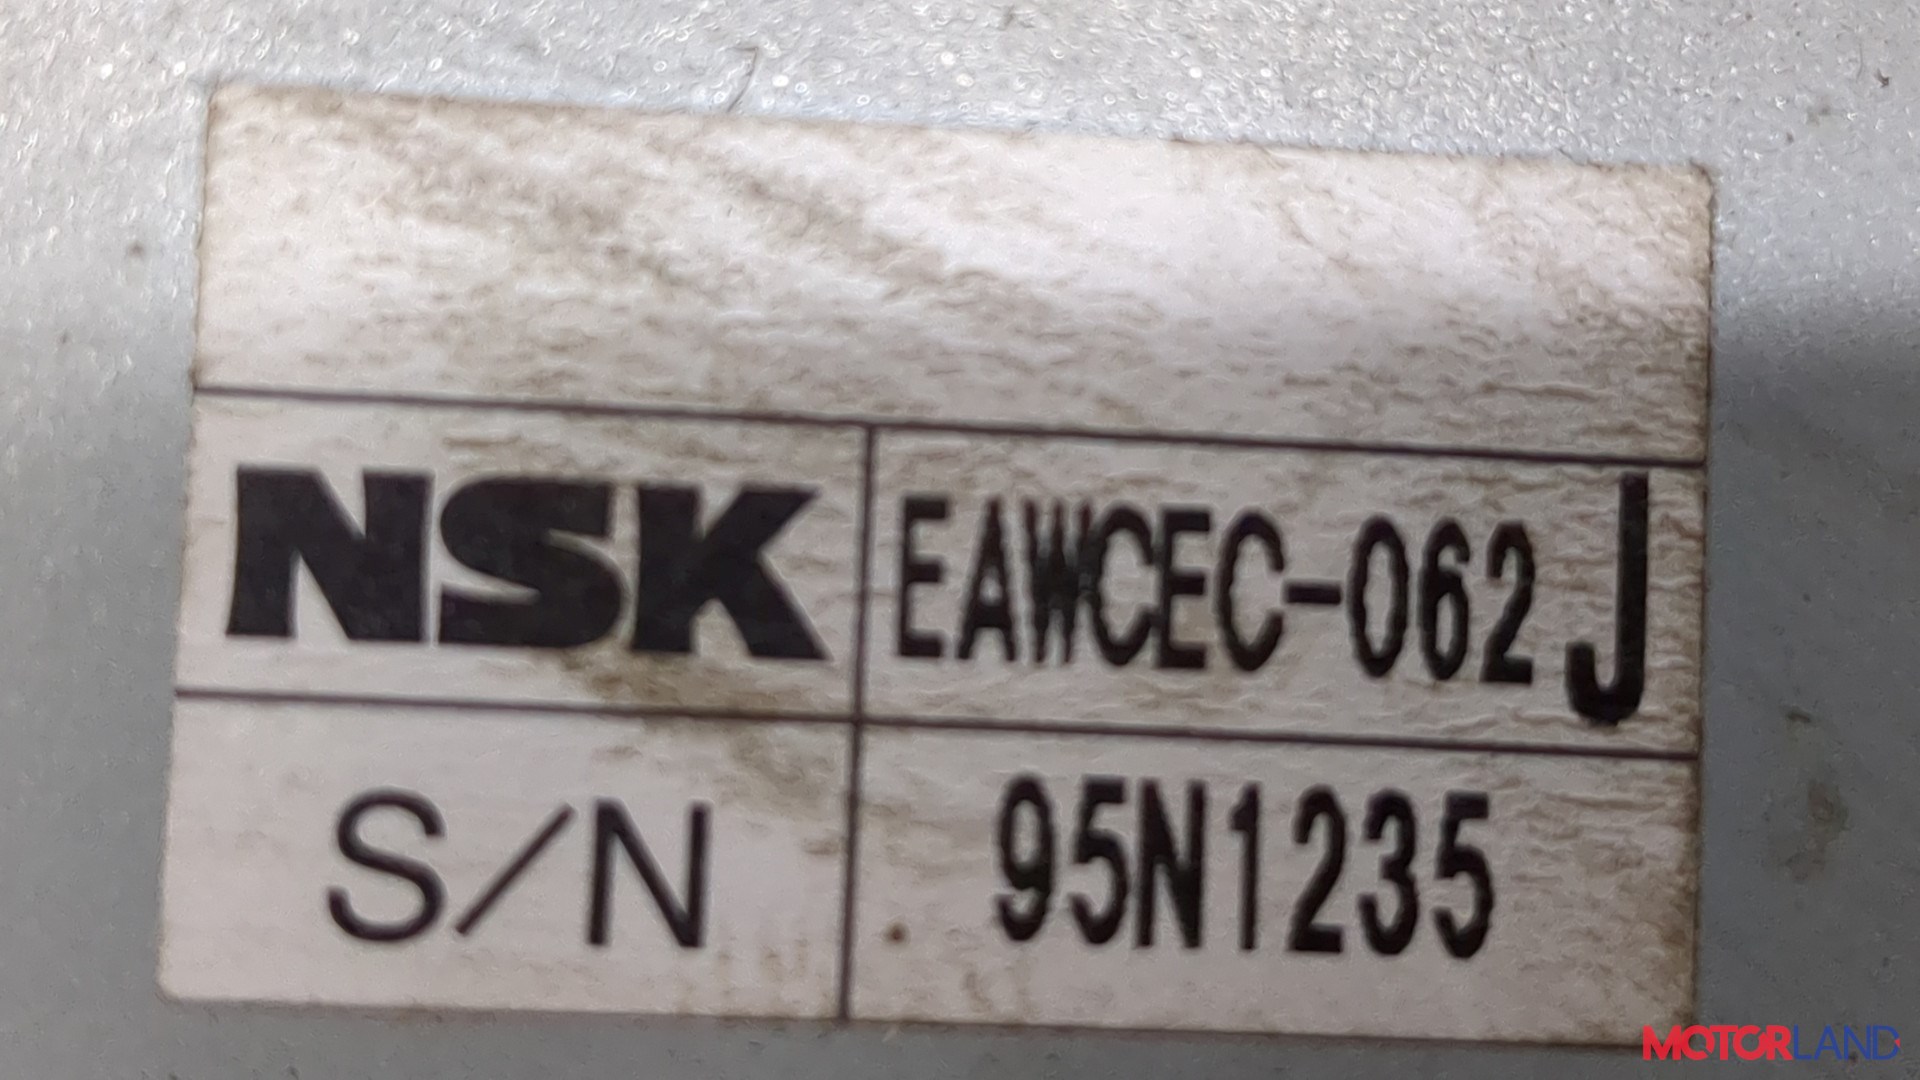 NSK EAWCEC-062 J
S/N 95N1235
MOTORLAND